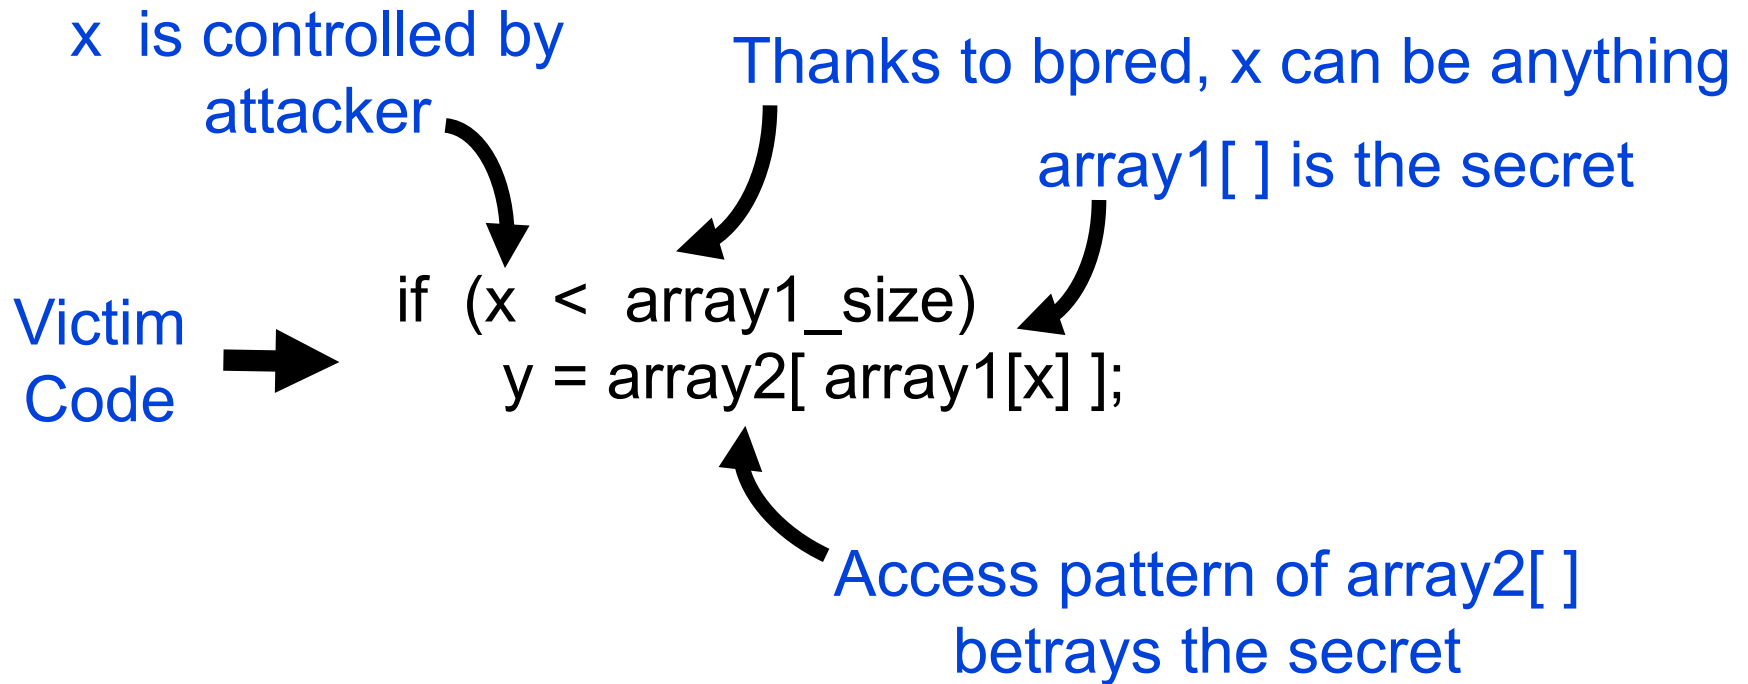 x is controlled by
attacker
Thanks to bpred, x can be anything
array1[ ] is the secret
Victim
Code
if (x < array1_size)
y = array2[ array1[x] ];
Access pattern of array2[ ]
betrays the secret